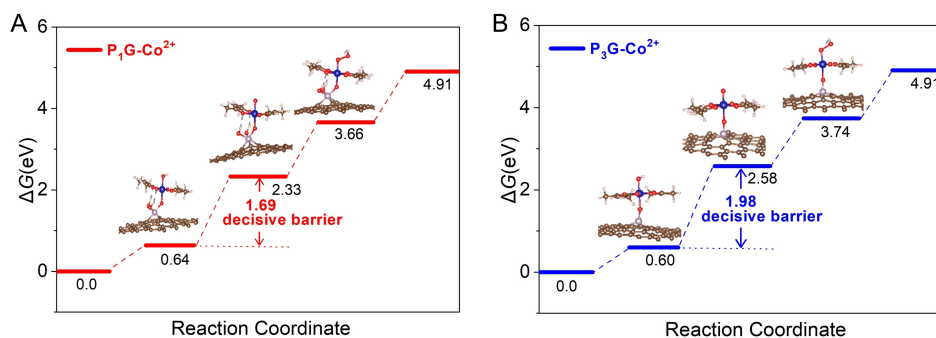 A
P₁G-Co²⁺
ΔG(eV)
6
4
2
0
0.0
0.64
2.33
3.66
4.91
1.69
decisive barrier
Reaction Coordinate
B
P₃G-Co²⁺
ΔG(eV)
6
4
2
0
0.0
0.60
2.58
3.74
4.91
1.98
decisive barrier
Reaction Coordinate